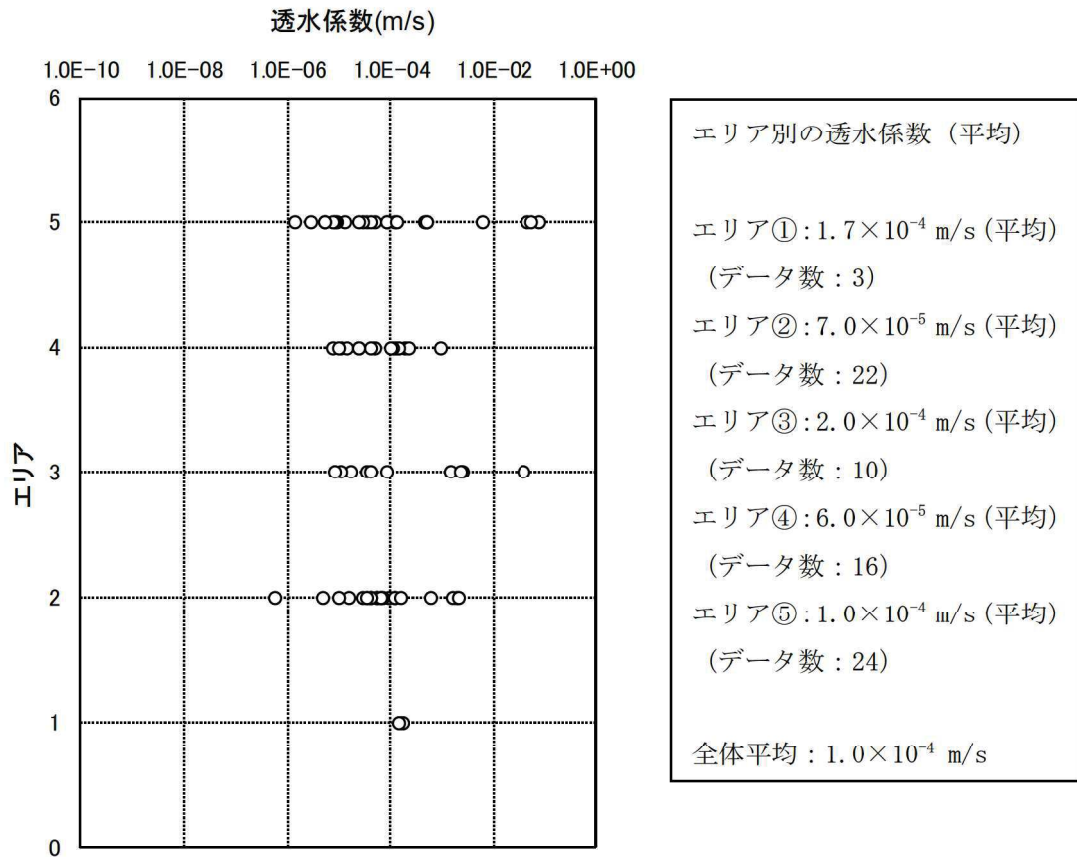 透水係数(m/s)
1.0E-10 1.0E-08 1.0E-06 1.0E-04 1.0E-02 1.0E+00
6
5
4
3
2
1
0
エリア
エリア別の透水係数（平均）
エリア①:1.7×10⁻⁴ m/s(平均)
（データ数：3）
エリア②:7.0×10⁻⁵ m/s(平均)
（データ数：22）
エリア③:2.0×10⁻⁴ m/s(平均)
（データ数：10）
エリア④:6.0×10⁻⁵ m/s(平均)
（データ数：16）
エリア⑤:1.0×10⁻⁴ m/s(平均)
（データ数：24）
全体平均：1.0×10⁻⁴ m/s